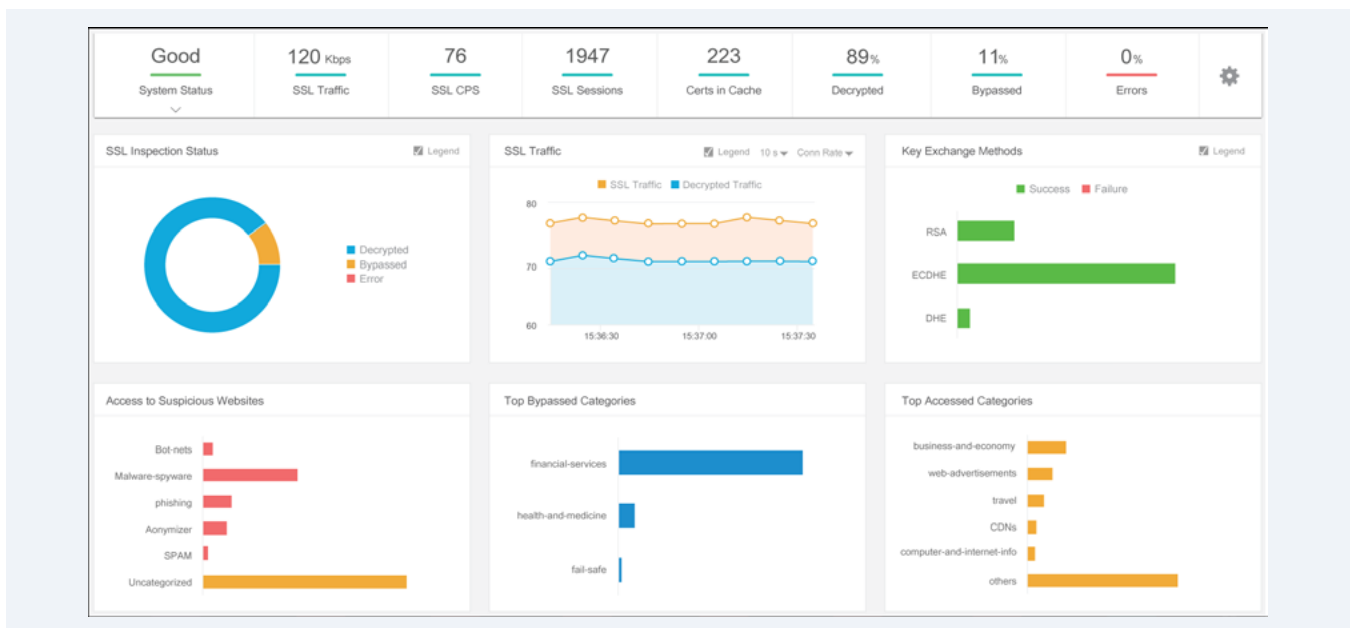 Good
System Status
120 Kbps
SSL Traffic
76
SSL CPS
1947
SSL Sessions
223
Certs in Cache
89%
Decrypted
11%
Bypassed
0%
Errors
SSL Inspection Status
Legend
Decrypted
Bypassed
Error
SSL Traffic
Legend 10 s Conn Rate
SSL Traffic Decrypted Traffic
80
70
60
15:36:30 15:37:00 15:37:30
Key Exchange Methods
Legend
Success Failure
RSA
ECDHE
DHE
Access to Suspicious Websites
Bot-nets
Malware-spyware
phishing
Aonymizer
SPAM
Uncategorized
Top Bypassed Categories
financial-services
health-and-medicine
fail-safe
Top Accessed Categories
business-and-economy
web-advertisements
travel
CDNs
computer-and-internet-info
others